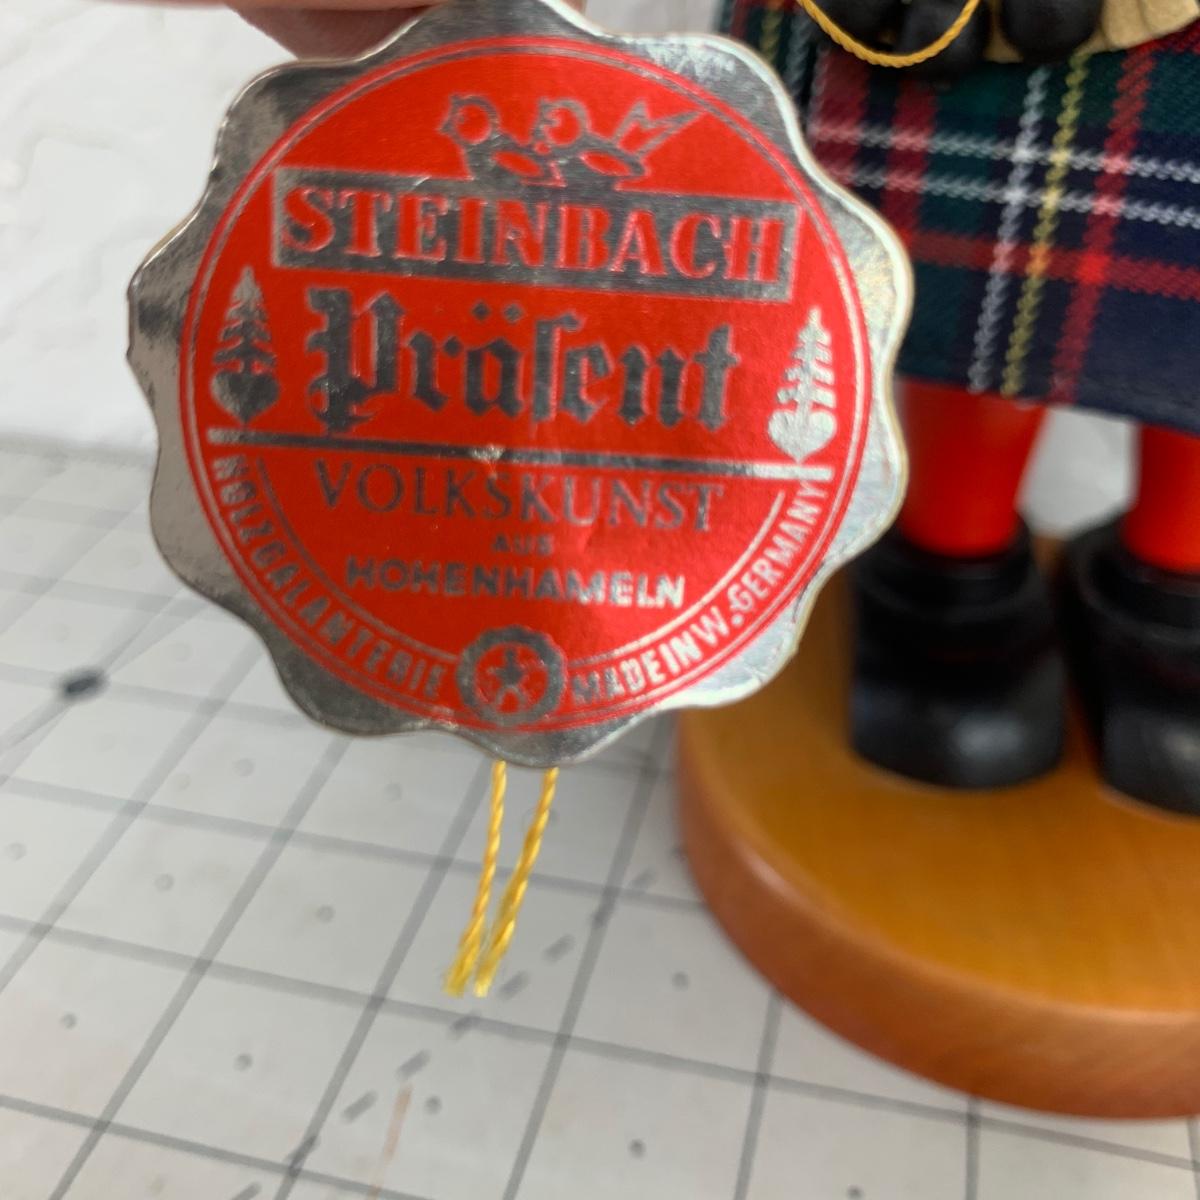 STEINBACH
Präſent
VOLKSKUNST
AUS
HOHENHAMELN
HOLZGALANTERIE
MADE IN W.GERMANY